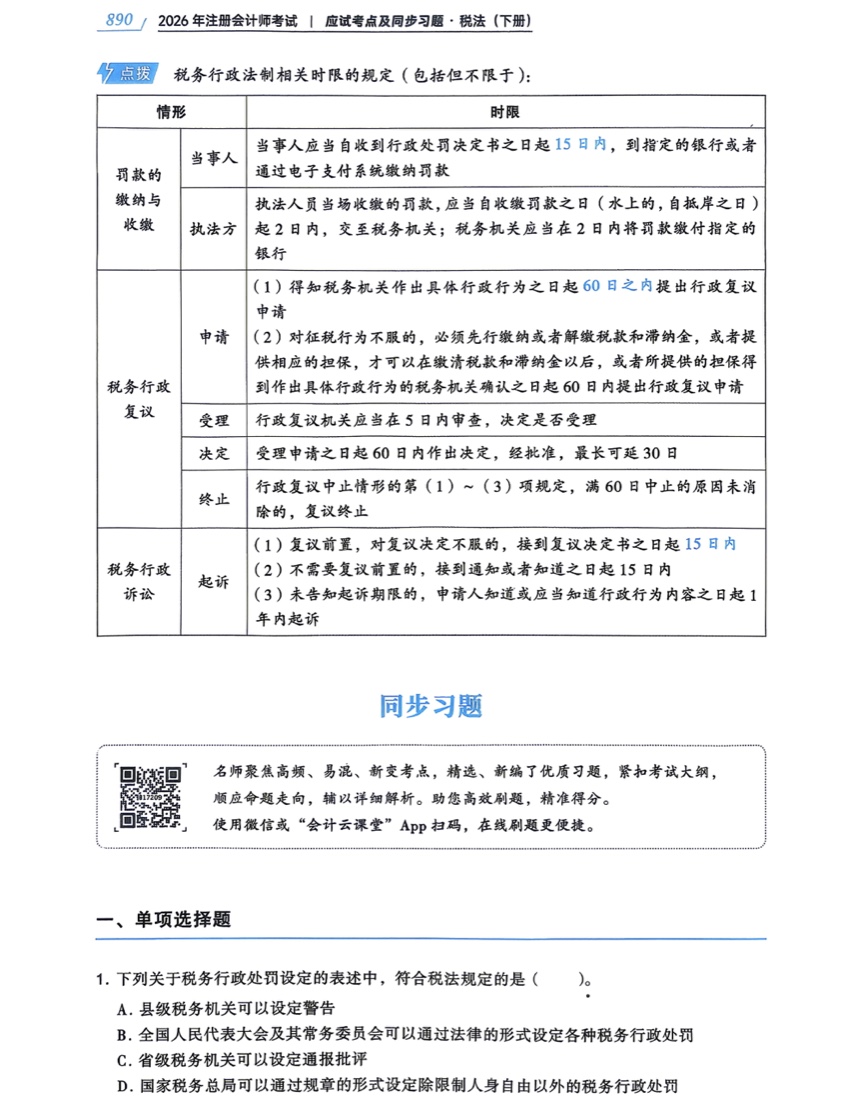 890 2026 年注册会计师考试 | 应试考点及同步习题·税法（下册）
点拨 税务行政法制相关时限的规定（包括但不限于）：
情形 时限
罚款的缴纳与收缴
当事人
当事人应当自收到行政处罚决定书之日起 15 日内，到指定的银行或者
通过电子支付系统缴纳罚款
执法方
执法人员当场收缴的罚款，应当自收缴罚款之日（水上的，自抵岸之日）
起 2 日内，交至税务机关；税务机关应当在 2 日内将罚款缴付指定的
银行
税务行政复议
申请
（1）得知税务机关作出具体行政行为之日起 60 日之内提出行政复议
申请
（2）对征税行为不服的，必须先行缴纳或者解缴税款和滞纳金，或者提
供相应的担保，才可以在缴清税款和滞纳金以后，或者所提供的担保得
到作出具体行政行为的税务机关确认之日起 60 日内提出行政复议申请
受理 行政复议机关应当在 5 日内审查，决定是否受理
决定 受理申请之日起 60 日内作出决定，经批准，最长可延 30 日
终止
行政复议中止情形的第（1）~（3）项规定，满 60 日中止的原因未消
除的，复议终止
税务行政诉讼
起诉
（1）复议前置，对复议决定不服的，接到复议决定书之日起 15 日内
（2）不需要复议前置的，接到通知或者知道之日起 15 日内
（3）未告知起诉期限的，申请人知道或应当知道行政行为内容之日起 1
年内起诉
同步习题
名师聚焦高频、易混、新变考点，精选、新编了优质习题，紧扣考试大纲，
顺应命题走向，辅以详细解析。助您高效刷题，精准得分。
使用微信或“会计云课堂”App 扫码，在线刷题更便捷。
一、单项选择题
1. 下列关于税务行政处罚设定的表述中，符合税法规定的是（ ）。
A. 县级税务机关可以设定警告
B. 全国人民代表大会及其常务委员会可以通过法律的形式设定各种税务行政处罚
C. 省级税务机关可以设定通报批评
D. 国家税务总局可以通过规章的形式设定除限制人身自由以外的税务行政处罚